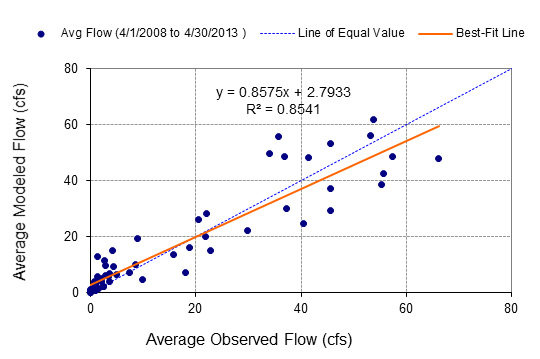 Avg Flow (4/1/2008 to 4/30/2013 ) Line of Equal Value Best-Fit Line
80
y = 0.8575x + 2.7933
R² = 0.8541
60
40
20
0
0 20 40 60 80
Average Modeled Flow (cfs)
Average Observed Flow (cfs)